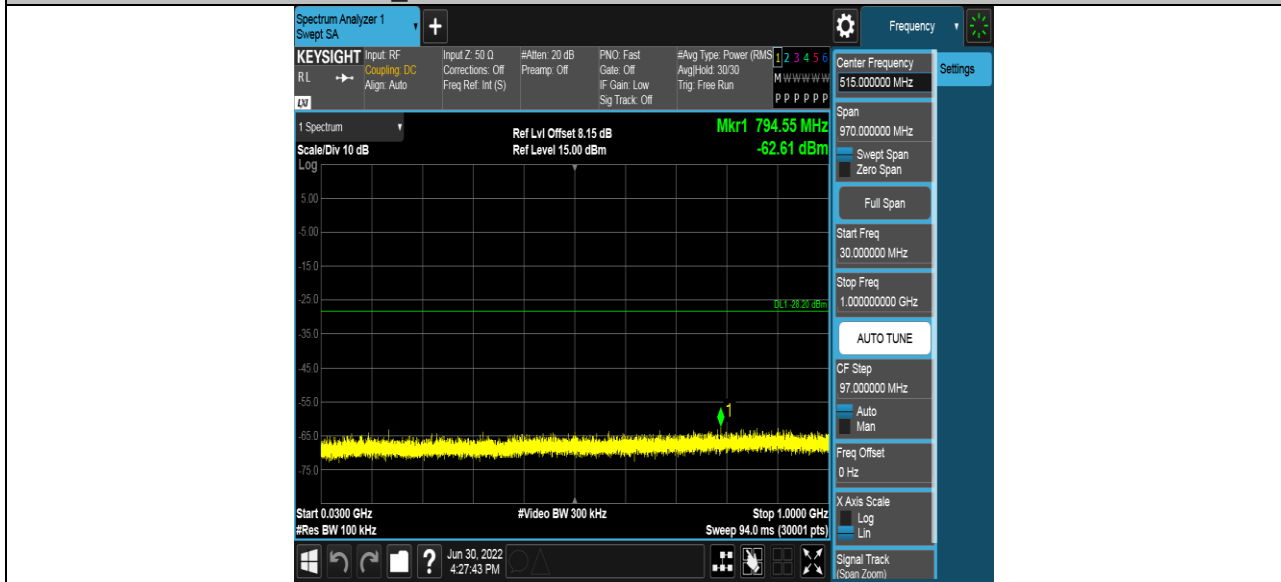 Spectrum Analyzer 1
Swept SA
+
Frequency
KEYSIGHT
RL
LXI
Input: RF
Coupling: DC
Align: Auto
Input Z: 50 Ω
Corrections: Off
Freq Ref: Int (S)
#Atten: 20 dB
Preamp: Off
PNO: Fast
Gate: Off
IF Gain: Low
Sig Track: Off
#Avg Type: Power (RMS
Avg|Hold: 30/30
Trig: Free Run
1 2 3 4 5 6
M W W W W W
P P P P P P
Center Frequency
515.000000 MHz
Settings
1 Spectrum
Scale/Div 10 dB
Ref Lvl Offset 8.15 dB
Ref Level 15.00 dBm
Mkr1 794.55 MHz
-62.61 dBm
Span
970.000000 MHz
Swept Span
Zero Span
Full Span
Start Freq
30.000000 MHz
Stop Freq
1.000000000 GHz
AUTO TUNE
CF Step
97.000000 MHz
Auto
Man
Freq Offset
0 Hz
X Axis Scale
Log
Lin
Signal Track
(Span Zoom)
Log
5.00
-5.00
-15.0
-25.0
DL1 -28.20 dBm
-35.0
-45.0
-55.0
1
-65.0
-75.0
Start 0.0300 GHz
#Video BW 300 kHz
Stop 1.0000 GHz
#Res BW 100 kHz
Sweep 94.0 ms (30001 pts)
?
Jun 30, 2022
4:27:43 PM